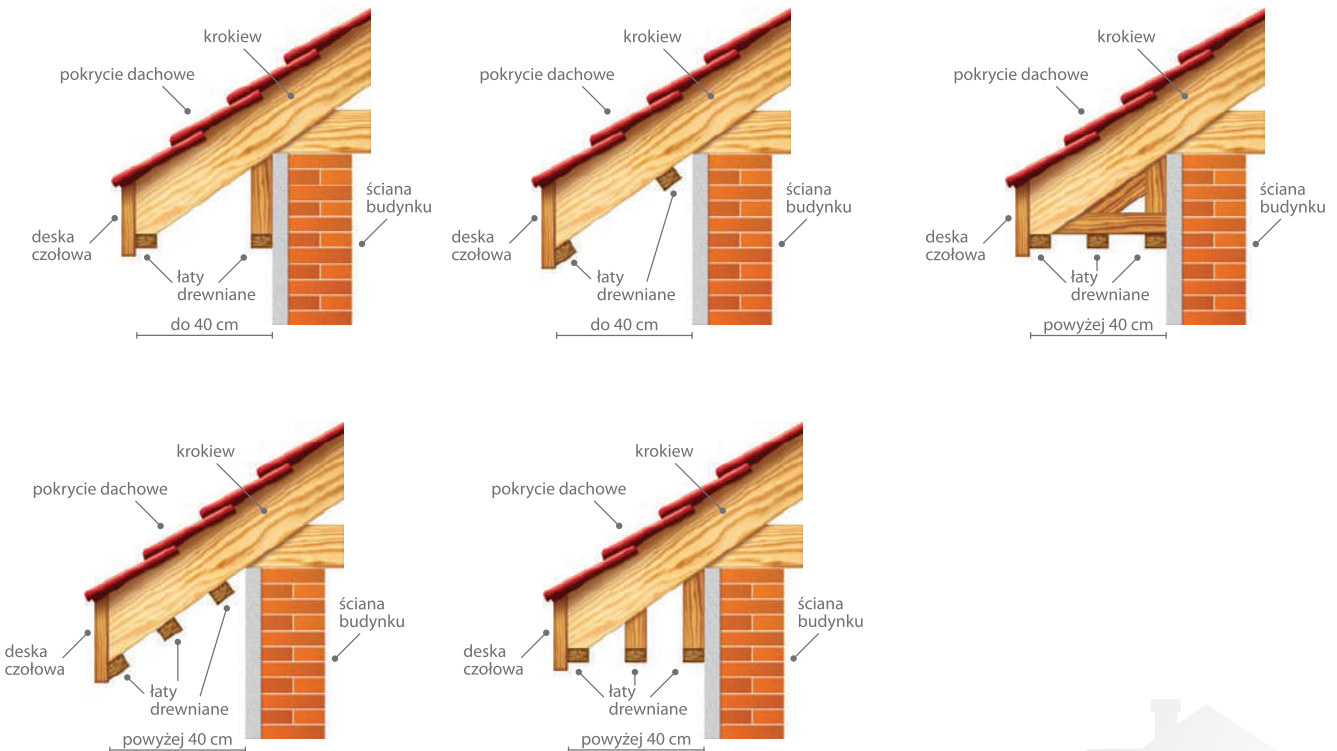 krokiew
pokrycie dachowe
ściana
budynku
deska
czołowa
łaty
drewniane
do 40 cm
krokiew
pokrycie dachowe
ściana
budynku
deska
czołowa
łaty
drewniane
do 40 cm
krokiew
pokrycie dachowe
ściana
budynku
deska
czołowa
łaty
drewniane
powyżej 40 cm
krokiew
pokrycie dachowe
ściana
budynku
deska
czołowa
łaty
drewniane
powyżej 40 cm
krokiew
pokrycie dachowe
ściana
budynku
deska
czołowa
łaty
drewniane
powyżej 40 cm